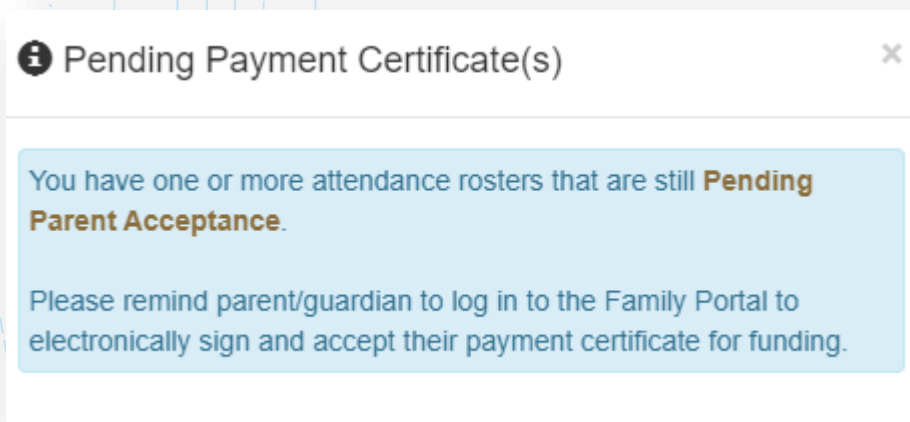 Pending Payment Certificate(s)
You have one or more attendance rosters that are still Pending
Parent Acceptance.
Please remind parent/guardian to log in to the Family Portal to
electronically sign and accept their payment certificate for funding.